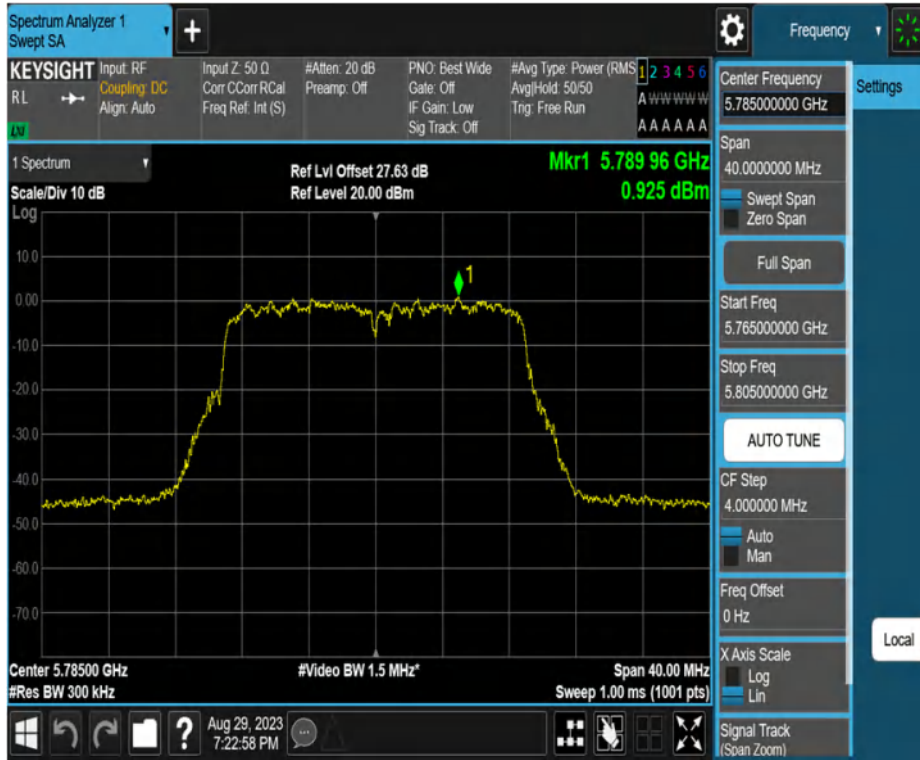 Spectrum Analyzer 1
Swept SA
Frequency
KEYSIGHT
RL
LXI
Input: RF
Coupling: DC
Align: Auto
Input Z: 50 Ω
Corr CCorr RCal
Freq Ref: Int (S)
#Atten: 20 dB
Preamp: Off
PNO: Best Wide
Gate: Off
IF Gain: Low
Sig Track: Off
#Avg Type: Power (RMS
Avg|Hold: 50/50
Trig: Free Run
1 2 3 4 5 6
A W W W W W
A A A A A A
1 Spectrum
Scale/Div 10 dB
Log
Ref Lvl Offset 27.63 dB
Ref Level 20.00 dBm
Mkr1 5.789 96 GHz
0.925 dBm
10.0
0.00
-10.0
-20.0
-30.0
-40.0
-50.0
-60.0
-70.0
1
Center 5.78500 GHz
#Res BW 300 kHz
#Video BW 1.5 MHz*
Span 40.00 MHz
Sweep 1.00 ms (1001 pts)
Center Frequency
5.785000000 GHz
Settings
Span
40.0000000 MHz
Swept Span
Zero Span
Full Span
Start Freq
5.765000000 GHz
Stop Freq
5.805000000 GHz
AUTO TUNE
CF Step
4.000000 MHz
Auto
Man
Freq Offset
0 Hz
X Axis Scale
Log
Lin
Local
Signal Track
(Span Zoom)
?
Aug 29, 2023
7:22:58 PM